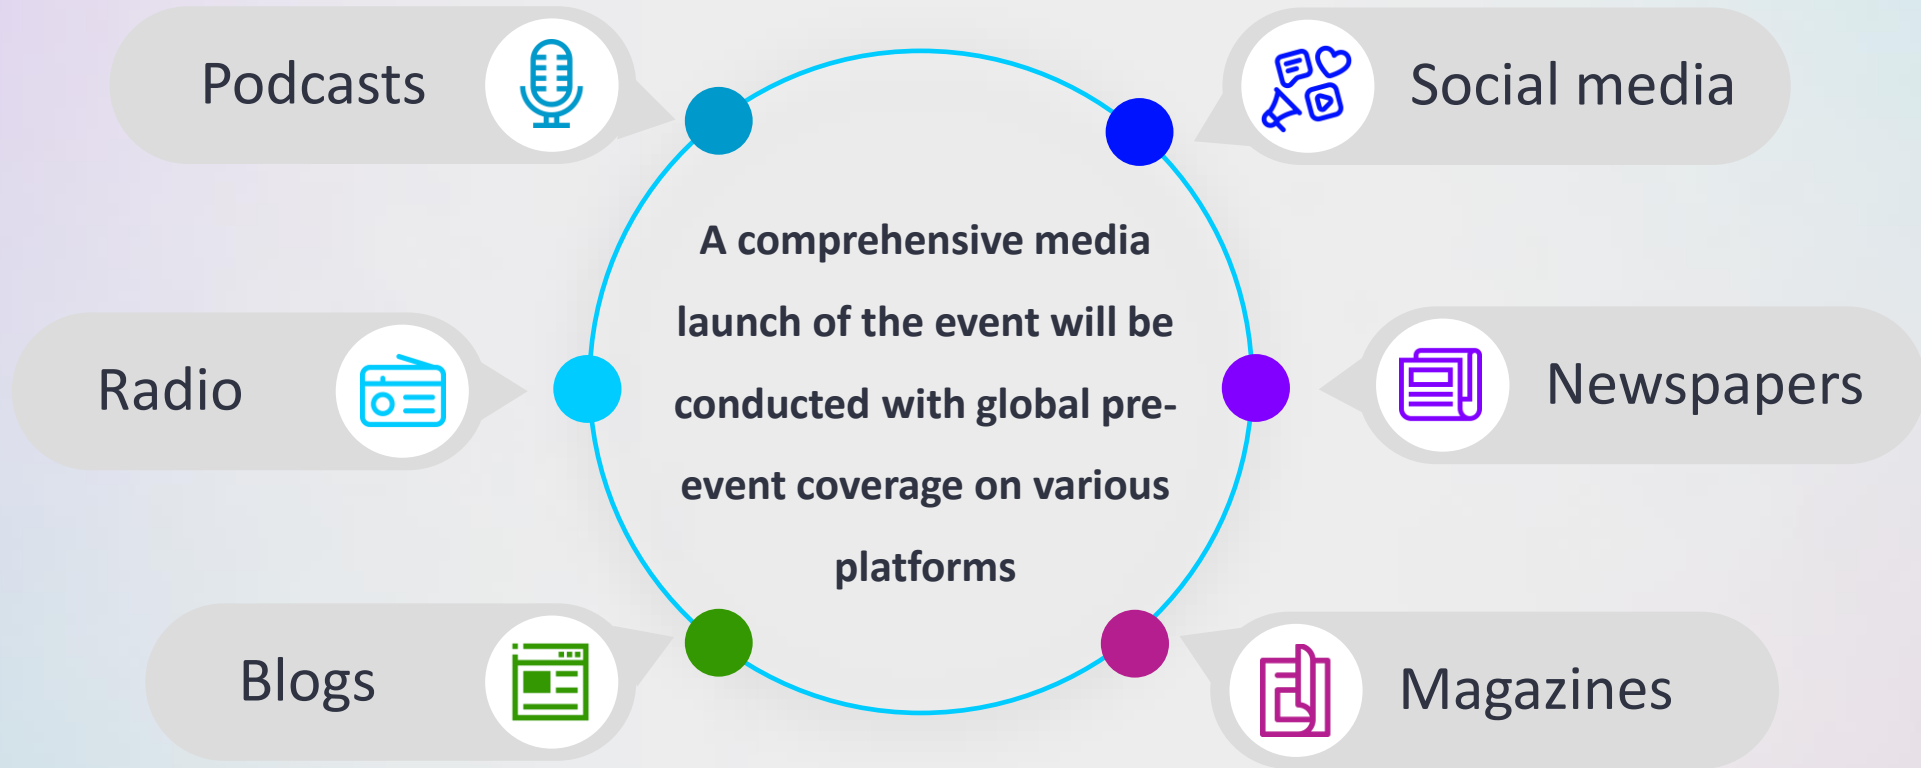 Podcasts
Social media
A comprehensive media
launch of the event will be
conducted with global pre-
event coverage on various
platforms
Radio
Newspapers
Blogs
Magazines